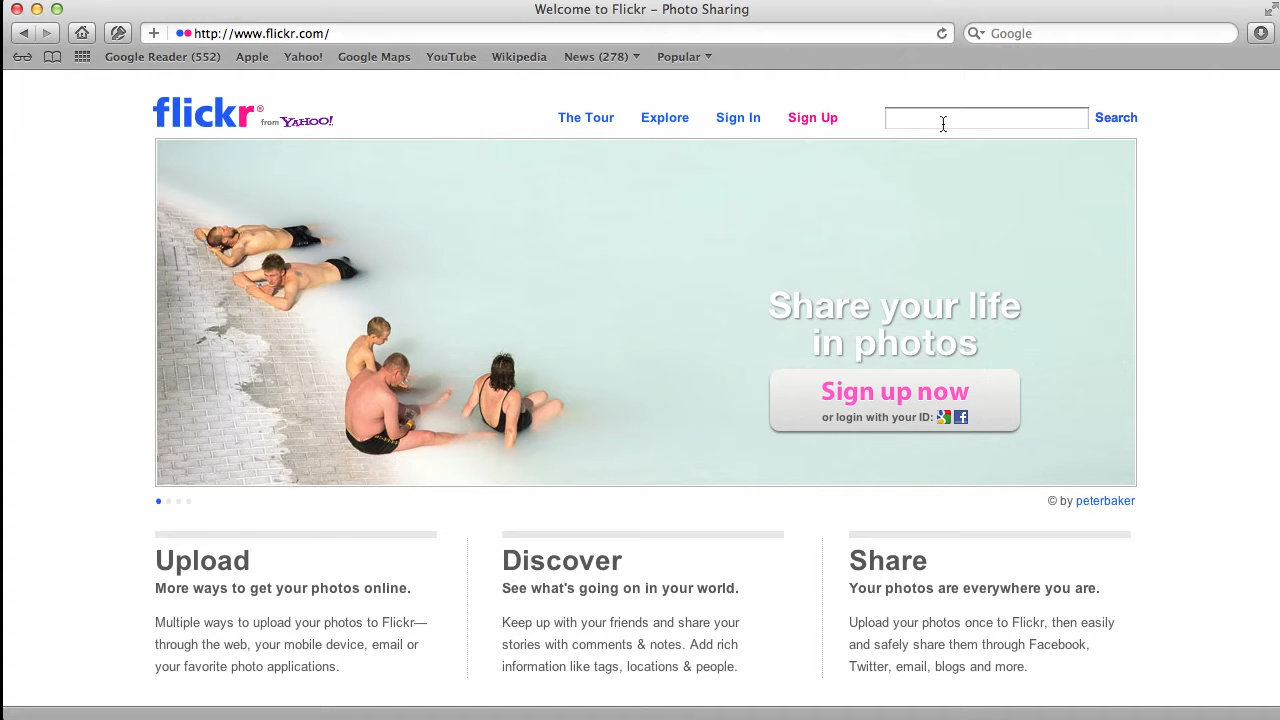 Welcome to Flickr – Photo Sharing
http://www.flickr.com/
Google
Google Reader (552) Apple Yahoo! Google Maps YouTube Wikipedia News (278) Popular
flickr® from YAHOO!
The Tour Explore Sign In Sign Up Search
Share your life
in photos
Sign up now
or login with your ID:
© by peterbaker
Upload
More ways to get your photos online.
Multiple ways to upload your photos to Flickr—
through the web, your mobile device, email or
your favorite photo applications.
Discover
See what's going on in your world.
Keep up with your friends and share your
stories with comments & notes. Add rich
information like tags, locations & people.
Share
Your photos are everywhere you are.
Upload your photos once to Flickr, then easily
and safely share them through Facebook,
Twitter, email, blogs and more.